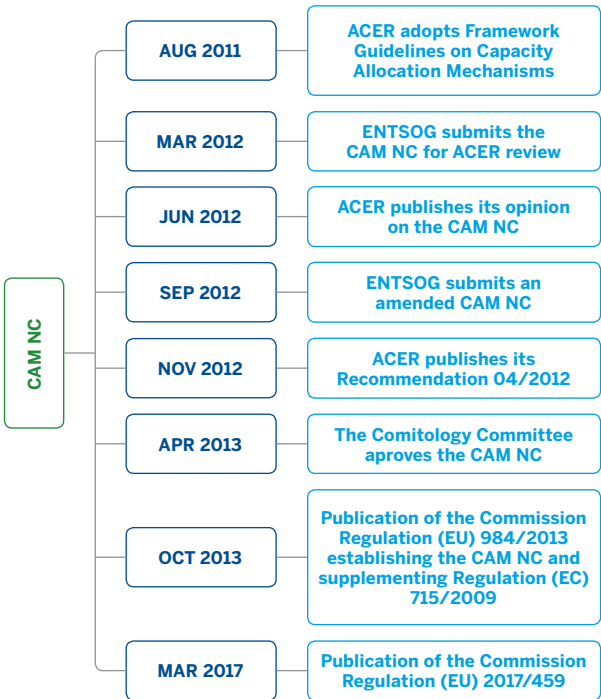 CAM NC
AUG 2011
ACER adopts Framework
Guidelines on Capacity
Allocation Mechanisms
MAR 2012
ENTSOG submits the
CAM NC for ACER review
JUN 2012
ACER publishes its opinion
on the CAM NC
SEP 2012
ENTSOG submits an
amended CAM NC
NOV 2012
ACER publishes its
Recommendation 04/2012
APR 2013
The Comitology Committee
aproves the CAM NC
OCT 2013
Publication of the Commission
Regulation (EU) 984/2013
establishing the CAM NC and
supplementing Regulation (EC)
715/2009
MAR 2017
Publication of the Commission
Regulation (EU) 2017/459